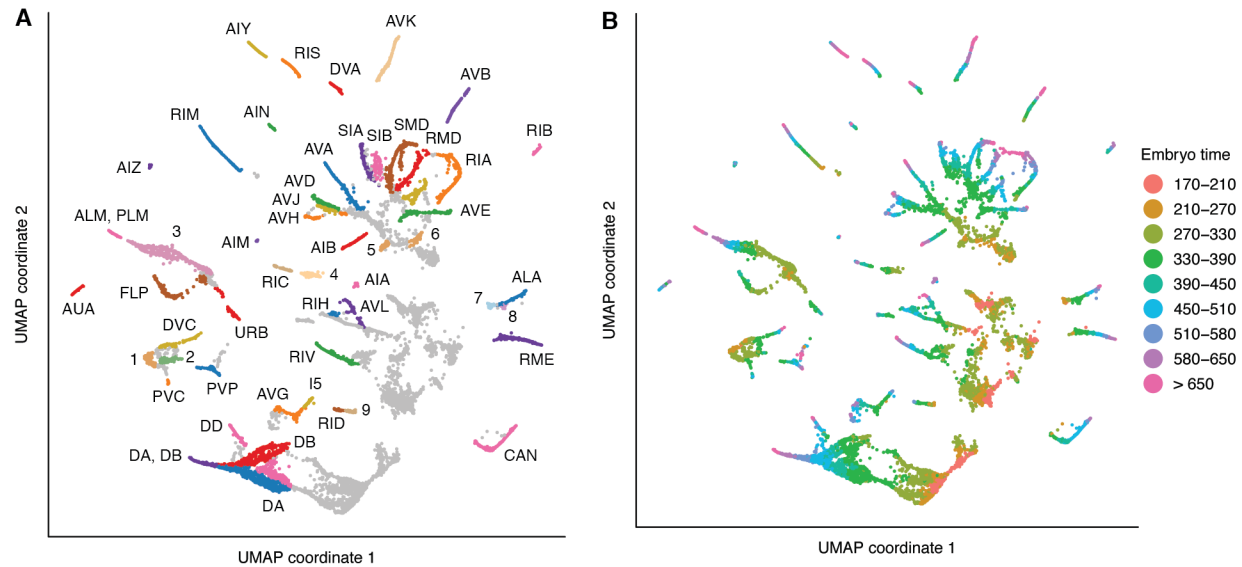 A
AIY
RIS
DVA
AVK
AVB
RIM
AIN
SIA
SIB
SMD
RMD
RIB
AVA
RIA
AIZ
AVD
AVJ
AVH
AVE
ALM, PLM
3
AIM
AIB
5
6
RIC
4
AIA
ALA
FLP
AUA
RIH
AVL
7
8
URB
DVC
1
2
RIV
RME
PVC
PVP
AVG
I5
RID
9
DD
DB
DA, DB
CAN
DA
UMAP coordinate 2
UMAP coordinate 1
B
UMAP coordinate 2
UMAP coordinate 1
Embryo time
170–210
210–270
270–330
330–390
390–450
450–510
510–580
580–650
> 650